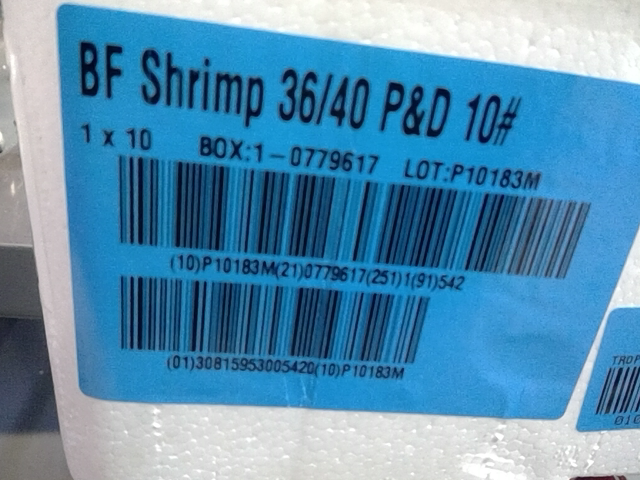 BF Shrimp 36/40 P&D 10#
1 x 10 BOX:1-0779617 LOT:P10183M
(10)P10183M(21)0779617(251)1(91)542
(01)30815953005420(10)P10183M